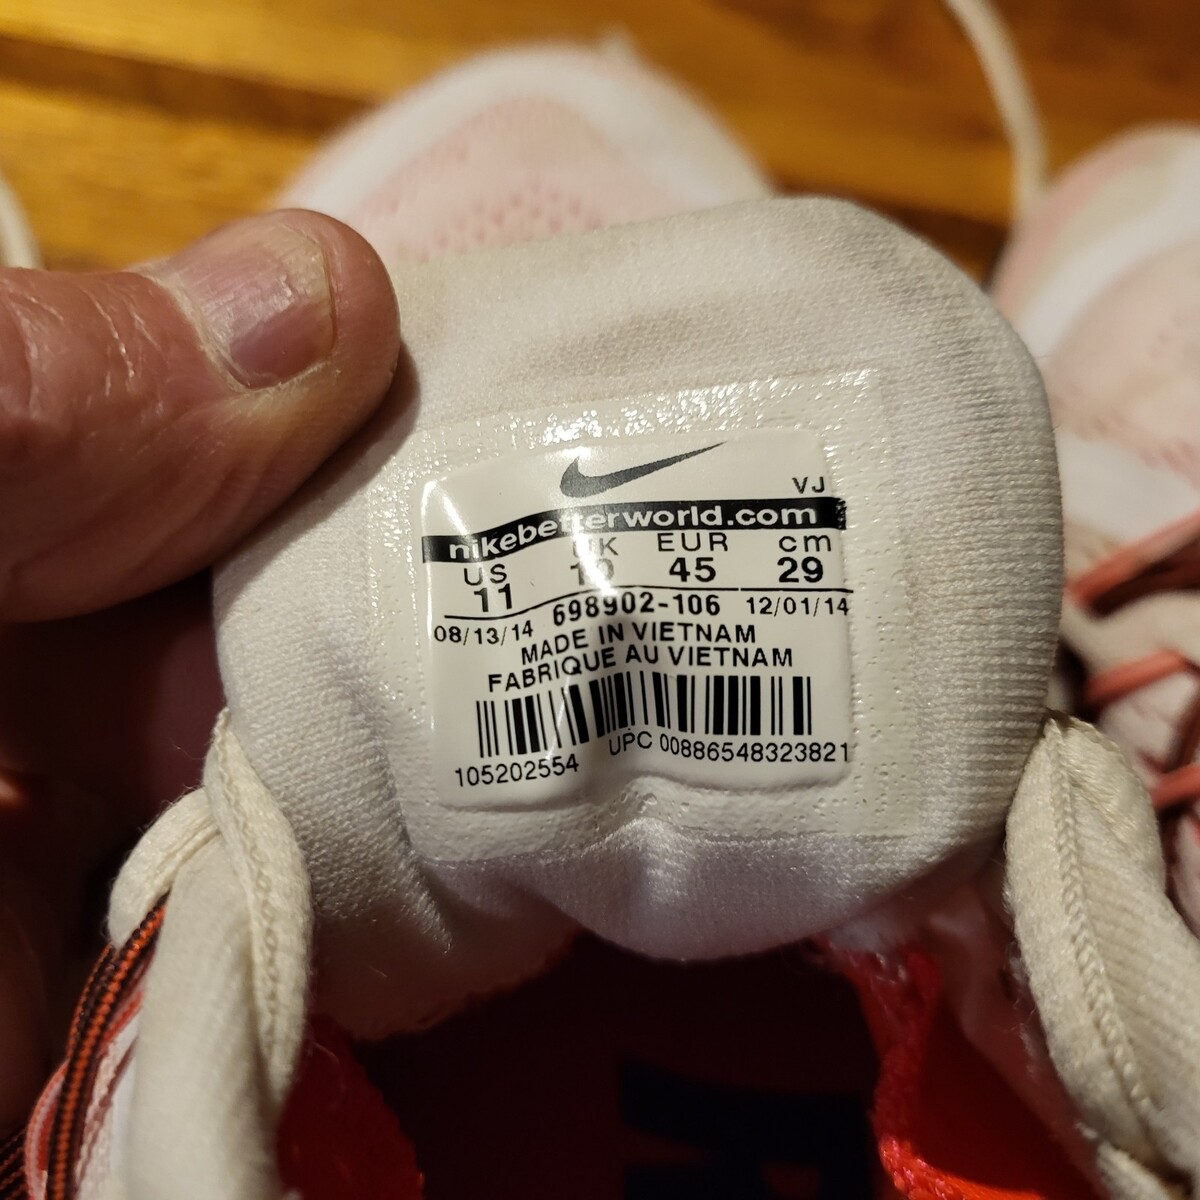 VJ
nikebetterworld.com
US UK EUR cm
11 10 45 29
08/13/14 698902-106 12/01/14
MADE IN VIETNAM
FABRIQUE AU VIETNAM
105202554 UPC 00886548323821